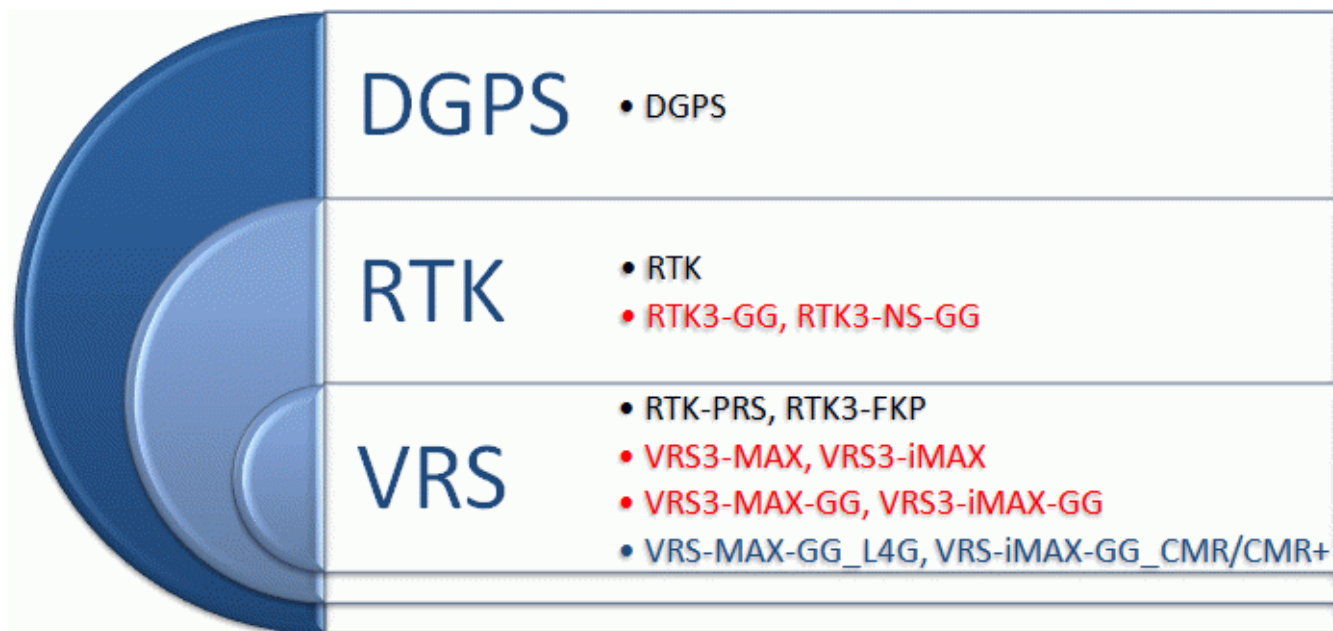 DGPS
• DGPS
RTK
• RTK
• RTK3-GG, RTK3-NS-GG
VRS
• RTK-PRS, RTK3-FKP
• VRS3-MAX, VRS3-iMAX
• VRS3-MAX-GG, VRS3-iMAX-GG
• VRS-MAX-GG_L4G, VRS-iMAX-GG_CMR/CMR+